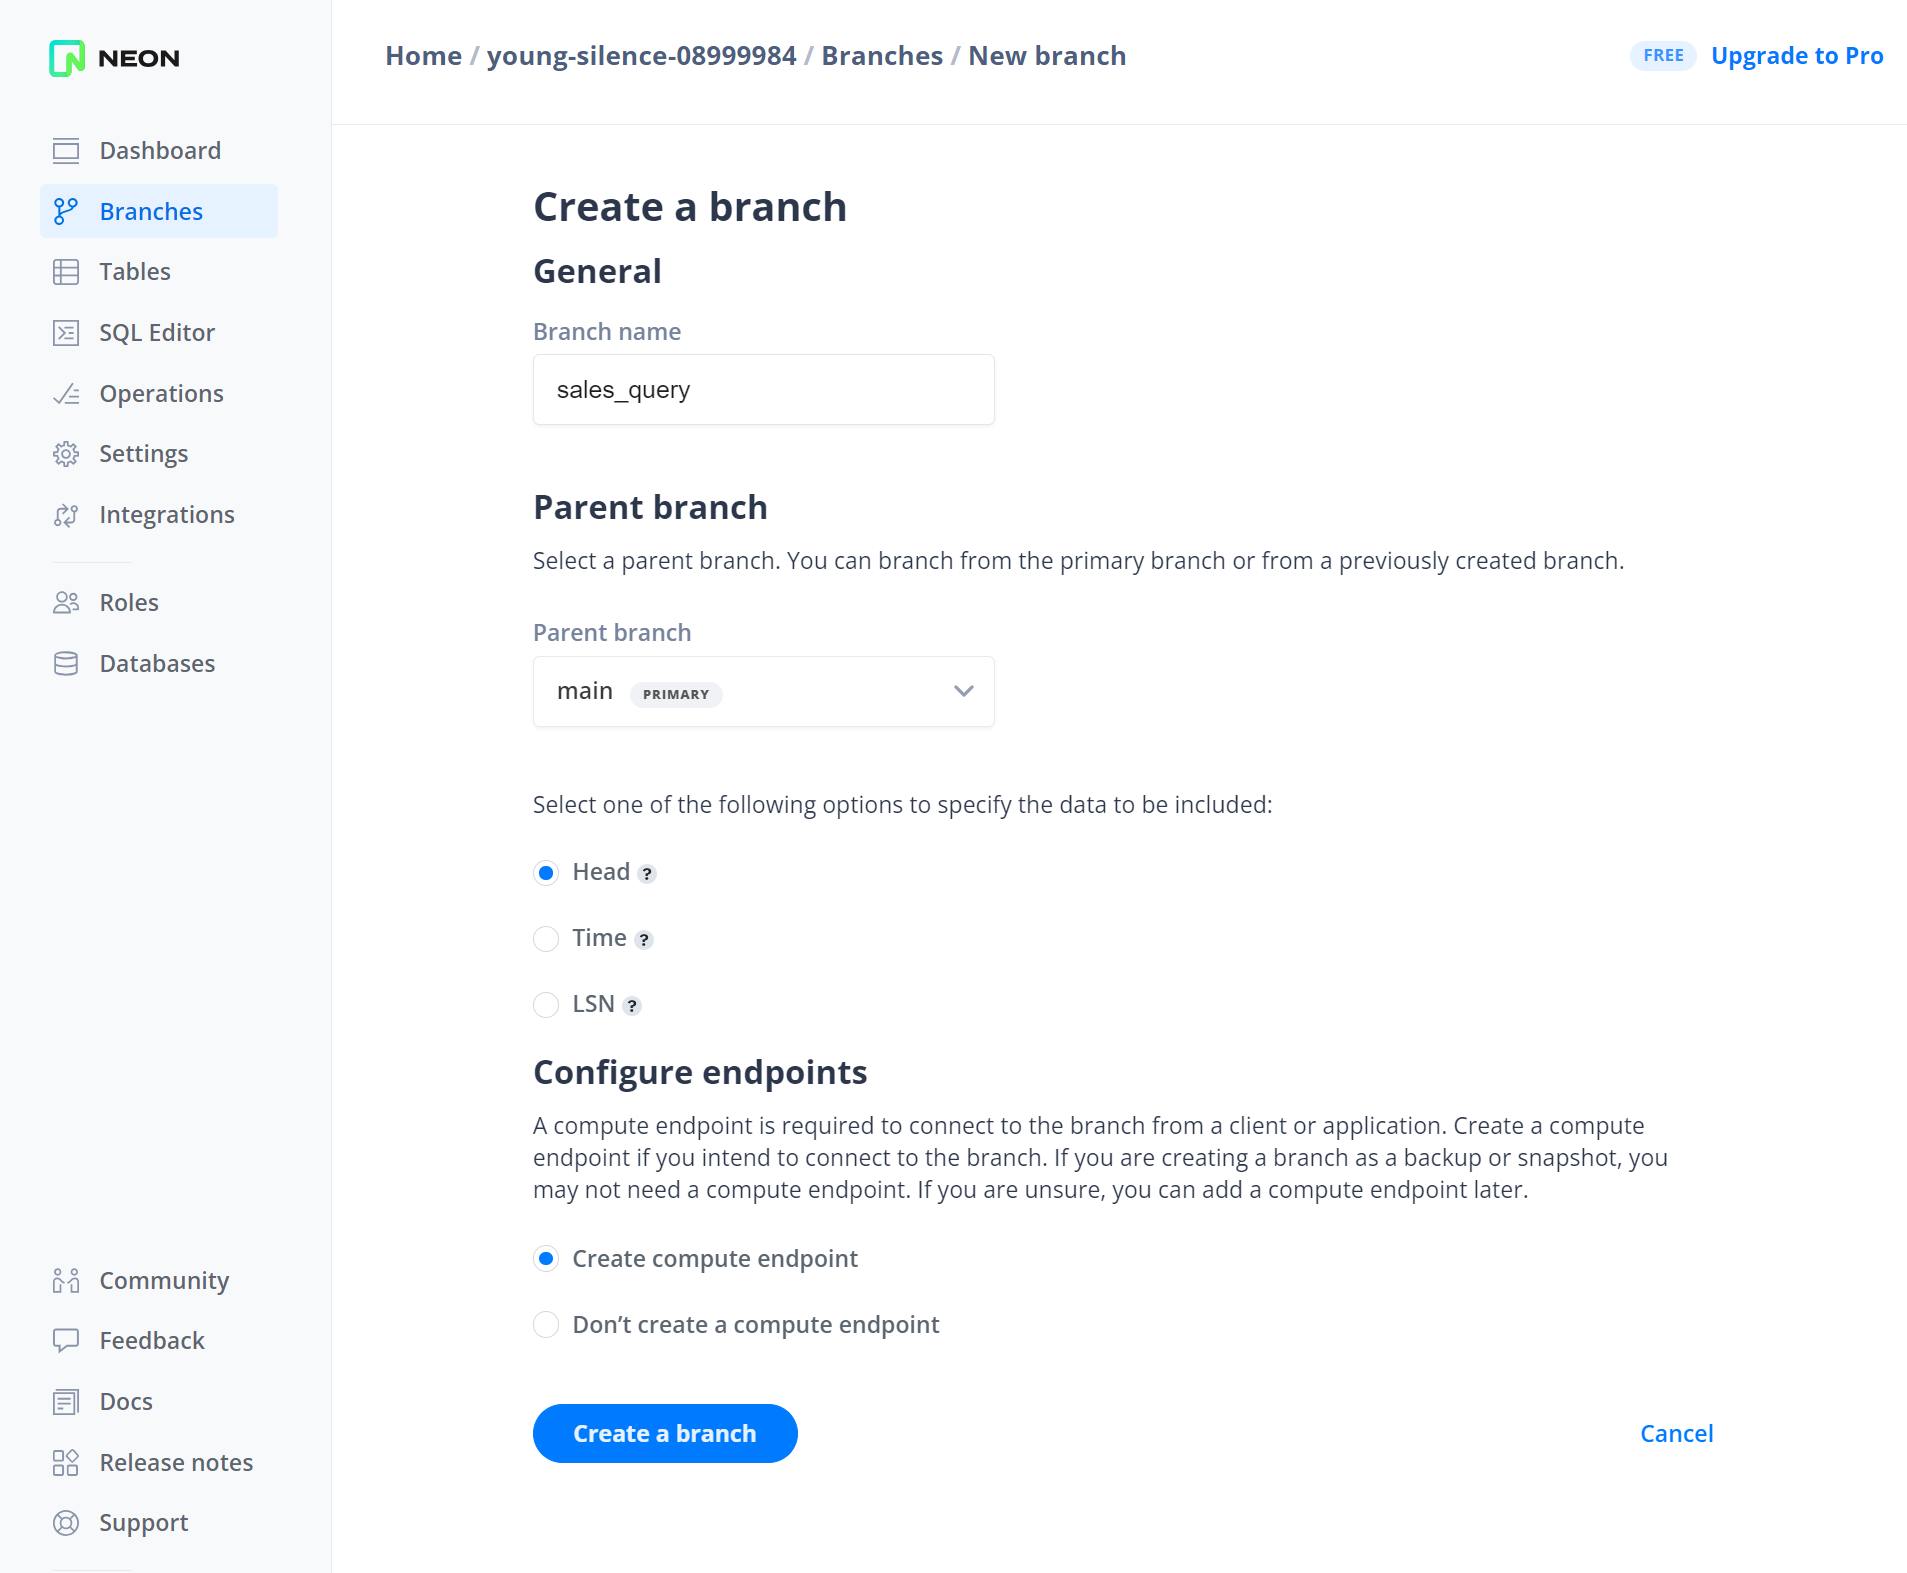 NEON
Home / young-silence-08999984 / Branches / New branch
FREE
Upgrade to Pro
Dashboard
Branches
Tables
SQL Editor
Operations
Settings
Integrations
Roles
Databases
Community
Feedback
Docs
Release notes
Support
Create a branch
General
Branch name
sales_query
Parent branch
Select a parent branch. You can branch from the primary branch or from a previously created branch.
Parent branch
main PRIMARY
Select one of the following options to specify the data to be included:
Head ?
Time ?
LSN ?
Configure endpoints
A compute endpoint is required to connect to the branch from a client or application. Create a compute
endpoint if you intend to connect to the branch. If you are creating a branch as a backup or snapshot, you
may not need a compute endpoint. If you are unsure, you can add a compute endpoint later.
Create compute endpoint
Don’t create a compute endpoint
Create a branch
Cancel